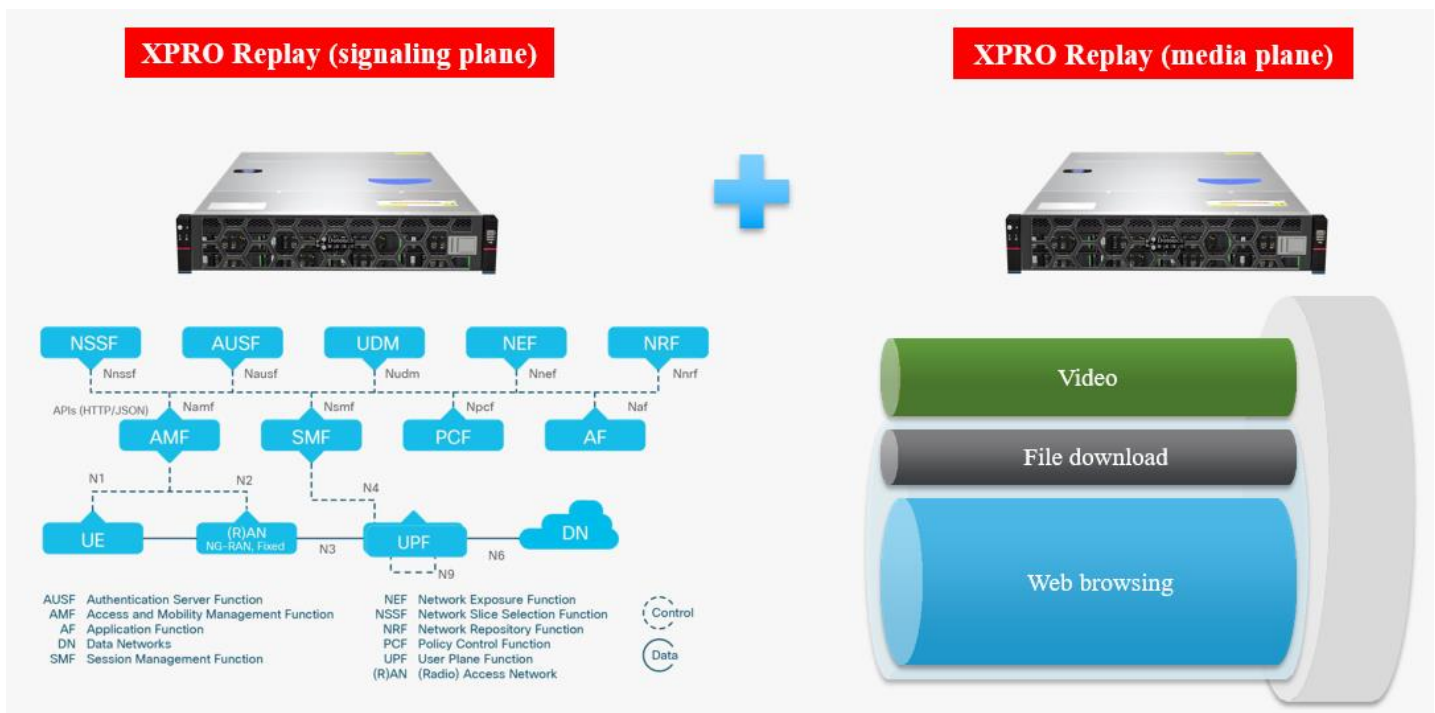 XPRO Replay (signaling plane)
XPRO Replay (media plane)
NSSF
AUSF
UDM
NEF
NRF
Nnssf
Nausf
Nudm
Nnef
Nnrf
APIs (HTTP/JSON)
Namf
Nsmf
Npcf
Naf
AMF
SMF
PCF
AF
N1
N2
N4
UE
(R)AN
NG-RAN, Fixed
N3
UPF
N6
DN
N9
AUSF Authentication Server Function
AMF Access and Mobility Management Function
AF Application Function
DN Data Networks
SMF Session Management Function
NEF Network Exposure Function
NSSF Network Slice Selection Function
NRF Network Repository Function
PCF Policy Control Function
UPF User Plane Function
(R)AN (Radio) Access Network
Control
Data
Video
File download
Web browsing